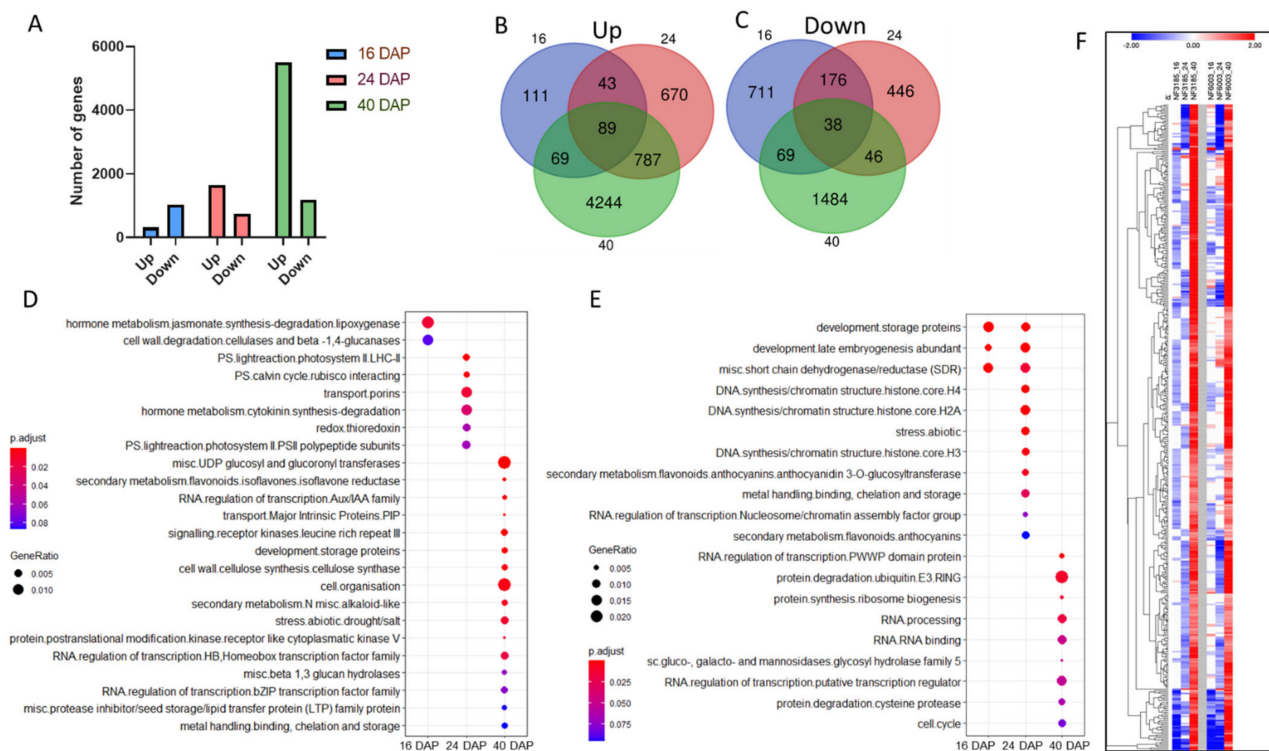 A
6000
4000
2000
0
Number of genes
Up
Down
Up
Down
Up
Down
16 DAP
24 DAP
40 DAP
B
Up
16
24
111
43
670
89
69
787
4244
40
C
Down
16
24
711
176
446
38
69
46
1484
40
D
hormone metabolism.jasmonate.synthesis-degradation.lipoxygenase
cell wall.degradation.cellulases and beta -1,4-glucanases
PS.lightreaction.photosystem II.LHC-II
PS.calvin cycle.rubisco interacting
transport.porins
hormone metabolism.cytokinin.synthesis-degradation
redox.thioredoxin
PS.lightreaction.photosystem II.PSII polypeptide subunits
misc.UDP glucosyl and glucoronyl transferases
secondary metabolism.flavonoids.isoflavones.isoflavone reductase
RNA.regulation of transcription.Aux/IAA family
transport.Major Intrinsic Proteins.PIP
signalling.receptor kinases.leucine rich repeat III
development.storage proteins
cell wall.cellulose synthesis.cellulose synthase
cell.organisation
secondary metabolism.N misc.alkaloid-like
stress.abiotic.drought/salt
protein.postranslational modification.kinase.receptor like cytoplasmatic kinase V
RNA.regulation of transcription.HB,Homeobox transcription factor family
misc.beta 1,3 glucan hydrolases
RNA.regulation of transcription.bZIP transcription factor family
misc.protease inhibitor/seed storage/lipid transfer protein (LTP) family protein
metal handling.binding, chelation and storage
16 DAP
24 DAP
40 DAP
p.adjust
0.02
0.04
0.06
0.08
GeneRatio
0.005
0.010
E
development.storage proteins
development.late embryogenesis abundant
misc.short chain dehydrogenase/reductase (SDR)
DNA.synthesis/chromatin structure.histone.core.H4
DNA.synthesis/chromatin structure.histone.core.H2A
stress.abiotic
DNA.synthesis/chromatin structure.histone.core.H3
secondary metabolism.flavonoids.anthocyanins.anthocyanidin 3-O-glucosyltransferase
metal handling.binding, chelation and storage
RNA.regulation of transcription.Nucleosome/chromatin assembly factor group
secondary metabolism.flavonoids.anthocyanins
RNA.regulation of transcription.PWWP domain protein
protein.degradation.ubiquitin.E3.RING
protein.synthesis.ribosome biogenesis
RNA.processing
RNA.RNA binding
sc.gluco-, galacto- and mannosidases.glycosyl hydrolase family 5
RNA.regulation of transcription.putative transcription regulator
protein.degradation.cysteine protease
cell.cycle
16 DAP
24 DAP
40 DAP
GeneRatio
0.005
0.010
0.015
0.020
p.adjust
0.025
0.050
0.075
F
-2.00
0.00
2.00
NF3185_16
NF3185_24
NF3185_40
NF6003_16
NF6003_24
NF6003_40